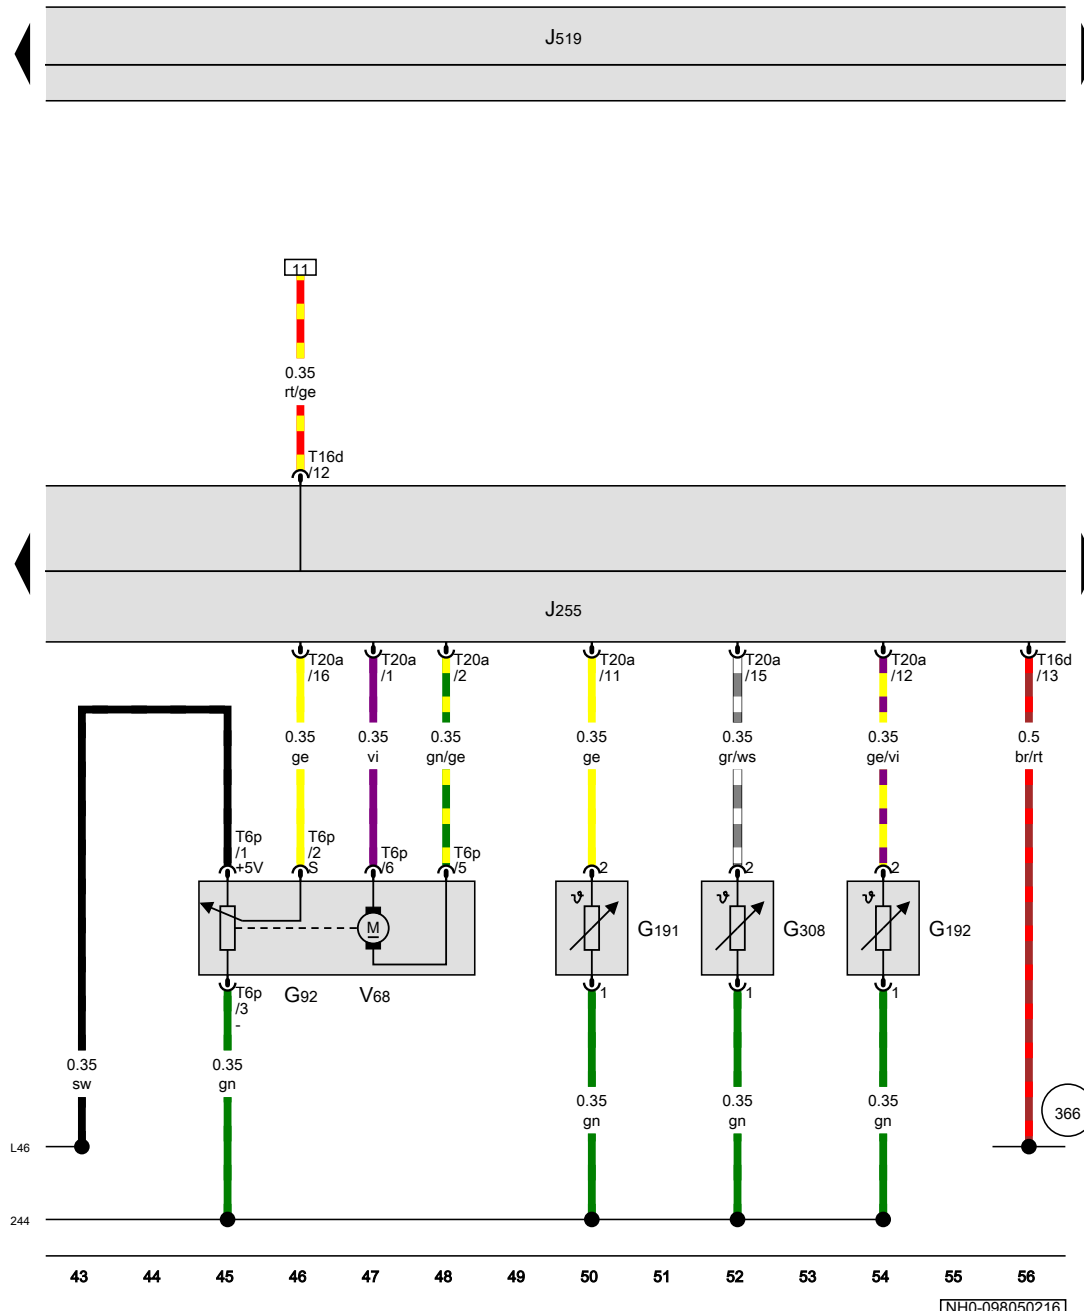 J519
11
0.35
rt/ge
T16d
/12
J255
T20a
/16
T20a
/1
T20a
/2
T20a
/11
T20a
/15
T20a
/12
T16d
/13
0.35
ge
0.35
vi
0.35
gn/ge
0.35
ge
0.35
gr/ws
0.35
ge/vi
0.5
br/rt
T6p
/1
+5V
T6p
/2
S
T6p
/6
T6p
/5
2
2
2
ϑ
ϑ
ϑ
M
G191
G308
G192
T6p
/3
-
G92
V68
1
1
1
0.35
sw
0.35
gn
0.35
gn
0.35
gn
0.35
gn
366
L46
244
43 44 45 46 47 48 49 50 51 52 53 54 55 56
NH0-098050216